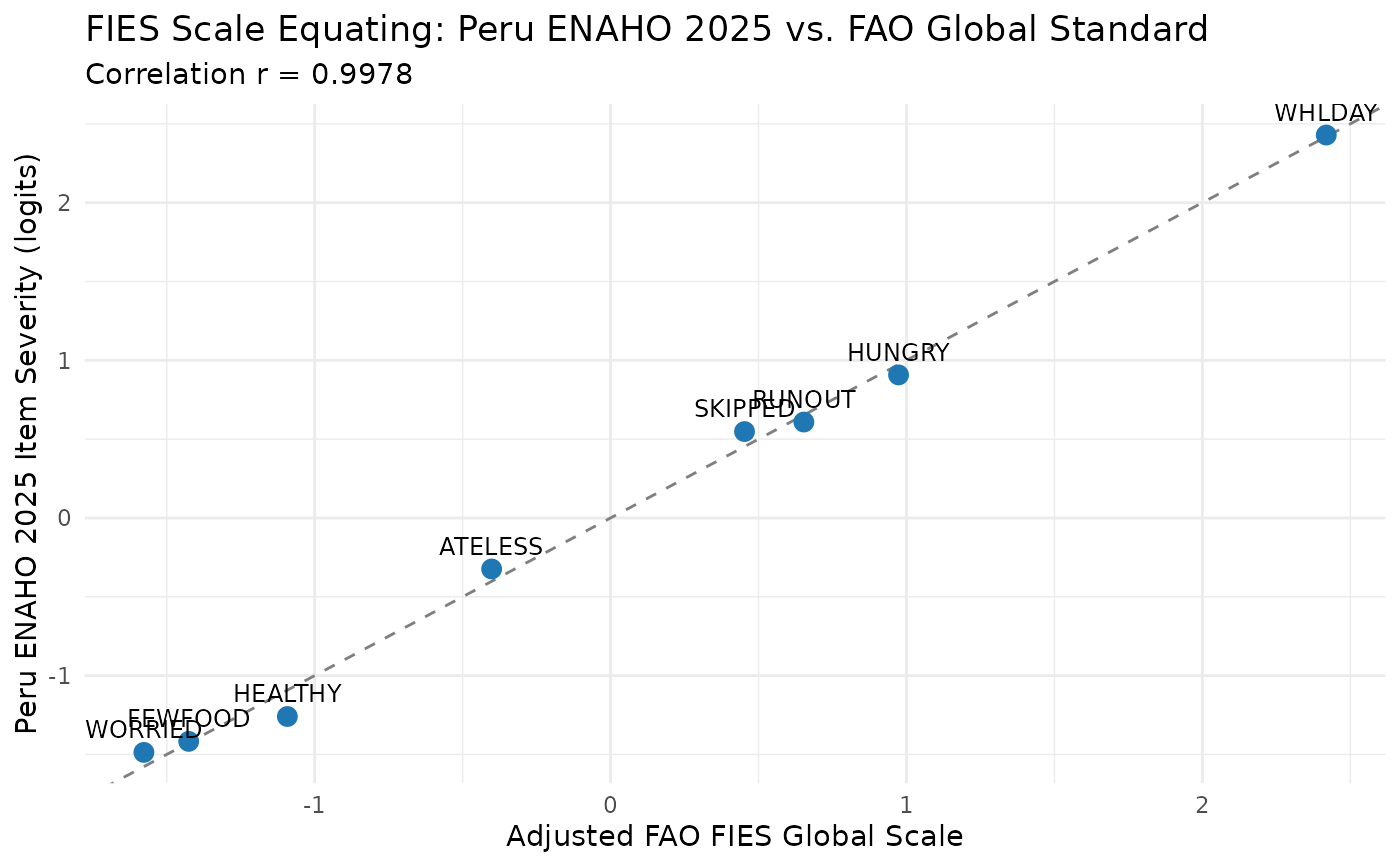 FIES Scale Equating: Peru ENAHO 2025 vs. FAO Global Standard
Correlation r = 0.9978
WHLDAY
2
HUNGRY
1
RUNOUT
SKIPPED
0
ATELESS
-1
HEALTHY
FEWFOOD
WORRIED
Peru ENAHO 2025 Item Severity (logits)
-1 0 1 2
Adjusted FAO FIES Global Scale